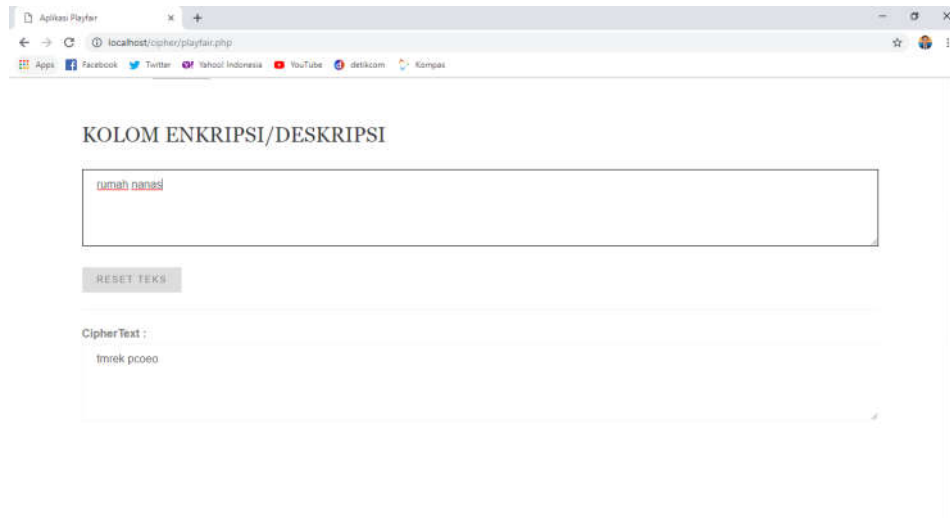 Aplikasi Playfair
localhost/cipher/playfair.php
Apps Facebook Twitter Yahoo! Indonesia YouTube detikcom Kompas
KOLOM ENKRIPSI/DESKRIPSI
rumah nanas
RESET TEKS
CipherText :
tmrek pcoeo